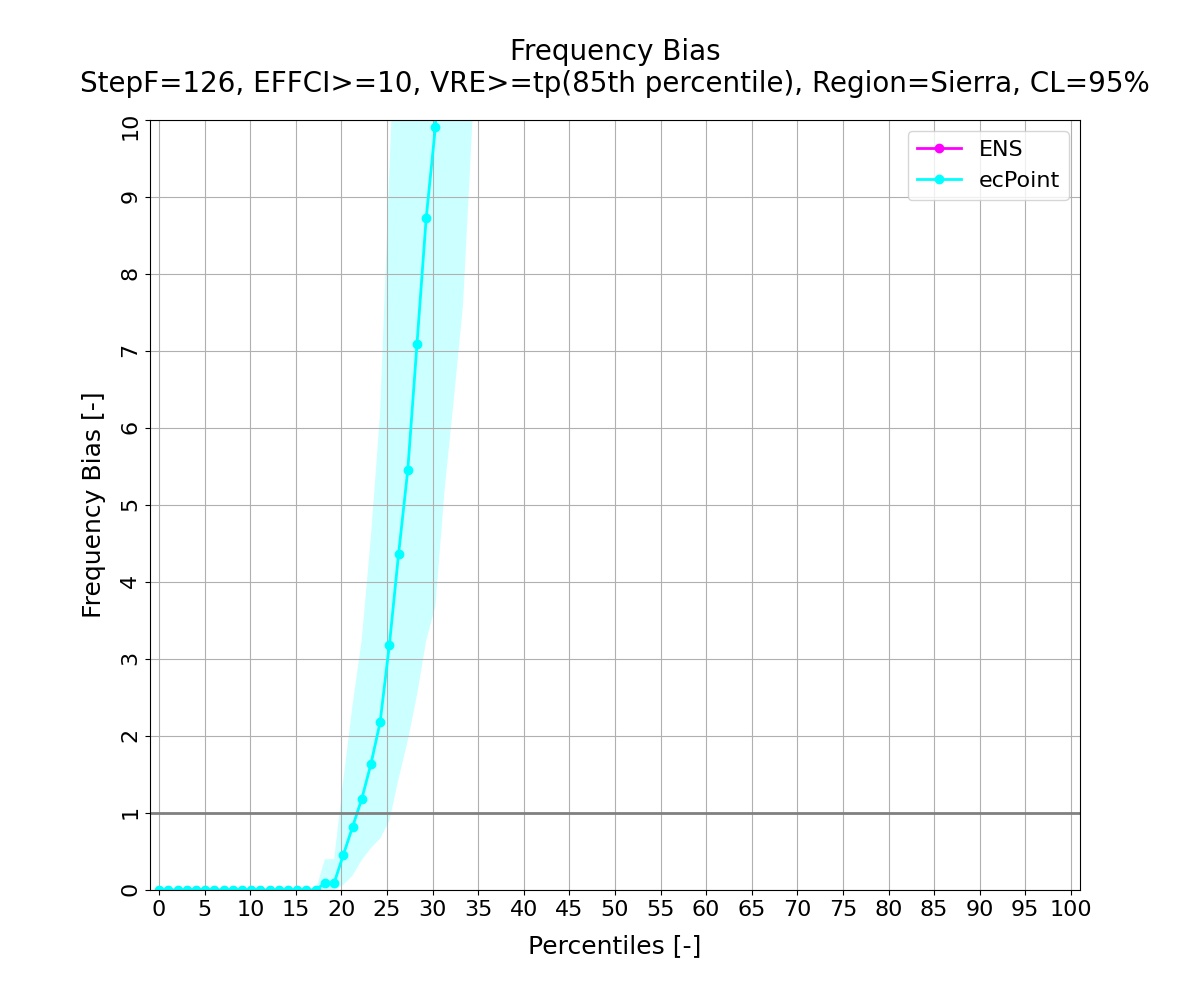 Frequency Bias
StepF=126, EFFCI>=10, VRE>=tp(85th percentile), Region=Sierra, CL=95%
ENS
ecPoint
10
9
8
7
6
5
4
3
2
1
0
Frequency Bias [-]
0 5 10 15 20 25 30 35 40 45 50 55 60 65 70 75 80 85 90 95 100
Percentiles [-]